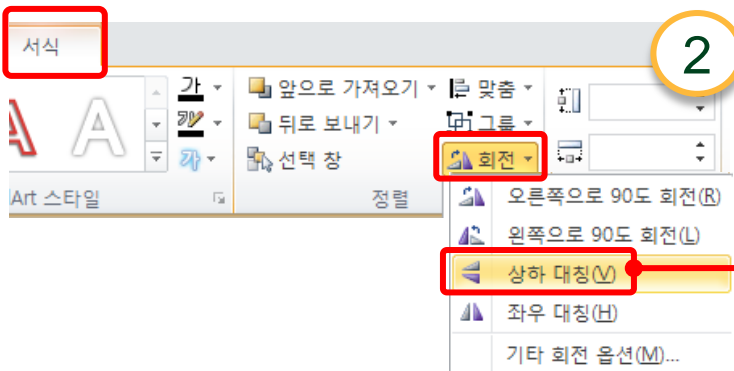 서식
2
가
앞으로 가져오기
맞춤
가
뒤로 보내기
그룹
가
선택 창
회전
Art 스타일
정렬
오른쪽으로 90도 회전(R)
왼쪽으로 90도 회전(L)
상하 대칭(V)
좌우 대칭(H)
기타 회전 옵션(M)...